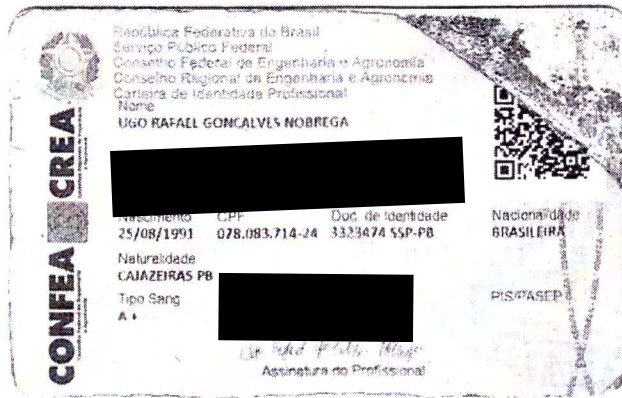 República Federativa do Brasil
Serviço Público Federal
Conselho Federal de Engenharia e Agronomia
Conselho Regional de Engenharia e Agronomia
Carteira de Identidade Profissional
Nome
UGO RAFAEL GONCALVES NOBREGA
Nascimento CPF Doc. de Identidade Nacionalidade
25/08/1991 078.083.714-24 3323474 SSP-PB BRASILEIRA
Naturalidade
CAJAZEIRAS PB
Tipo Sang PIS/PASEP
A +
Assinatura do Profissional
CONFEA CREA